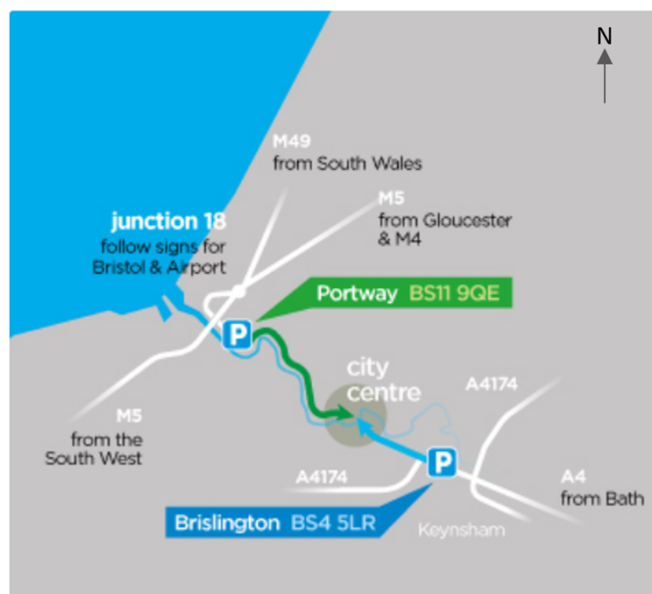 N
M49
from South Wales
M5
from Gloucester
& M4
junction 18
follow signs for
Bristol & Airport
Portway BS11 9QE
P
city
centre
A4174
M5
from the
South West
P
A4174
A4
from Bath
Brislington BS4 5LR
Keynsham